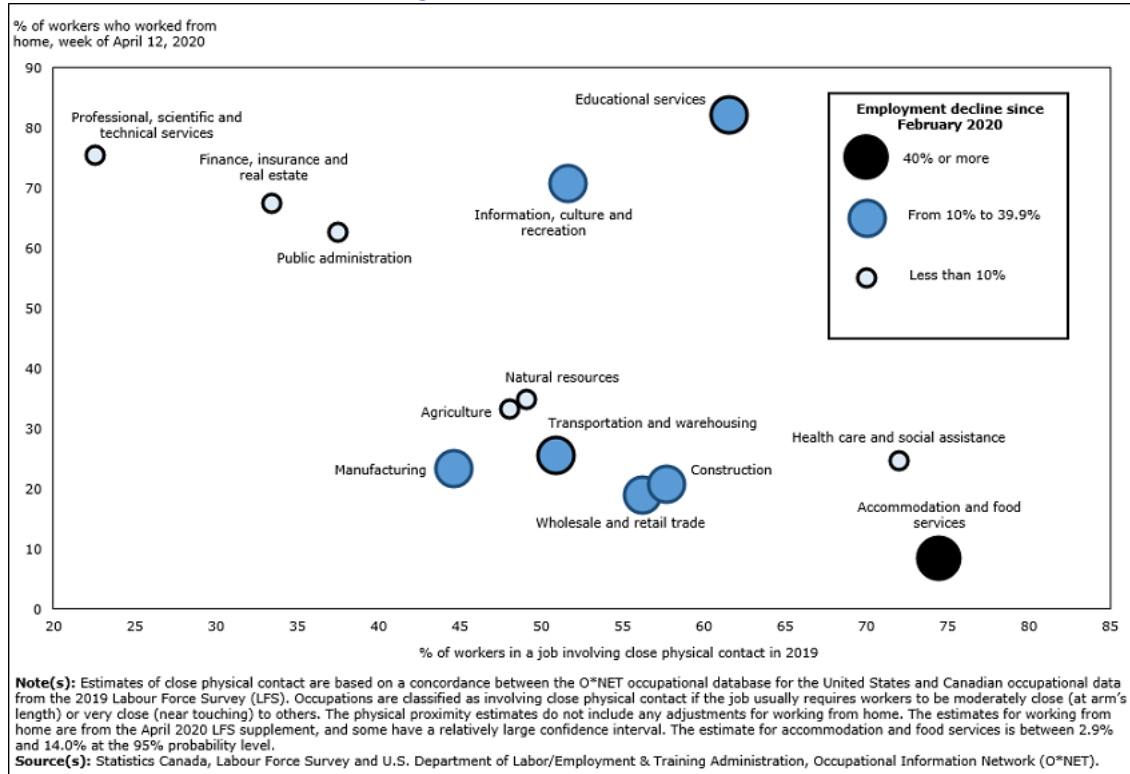 % of workers who worked from
home, week of April 12, 2020
90
80
70
60
50
40
30
20
10
0
20
25
30
35
40
45
50
55
60
65
70
75
80
85
% of workers in a job involving close physical contact in 2019
Professional, scientific and
technical services
Finance, insurance and
real estate
Public administration
Educational services
Information, culture and
recreation
Natural resources
Agriculture
Transportation and warehousing
Manufacturing
Construction
Wholesale and retail trade
Health care and social assistance
Accommodation and food
services
Employment decline since
February 2020
40% or more
From 10% to 39.9%
Less than 10%
Note(s): Estimates of close physical contact are based on a concordance between the O*NET occupational database for the United States and Canadian occupational data
from the 2019 Labour Force Survey (LFS). Occupations are classified as involving close physical contact if the job usually requires workers to be moderately close (at arm's
length) or very close (near touching) to others. The physical proximity estimates do not include any adjustments for working from home. The estimates for working from
home are from the April 2020 LFS supplement, and some have a relatively large confidence interval. The estimate for accommodation and food services is between 2.9%
and 14.0% at the 95% probability level.
Source(s): Statistics Canada, Labour Force Survey and U.S. Department of Labor/Employment & Training Administration, Occupational Information Network (O*NET).